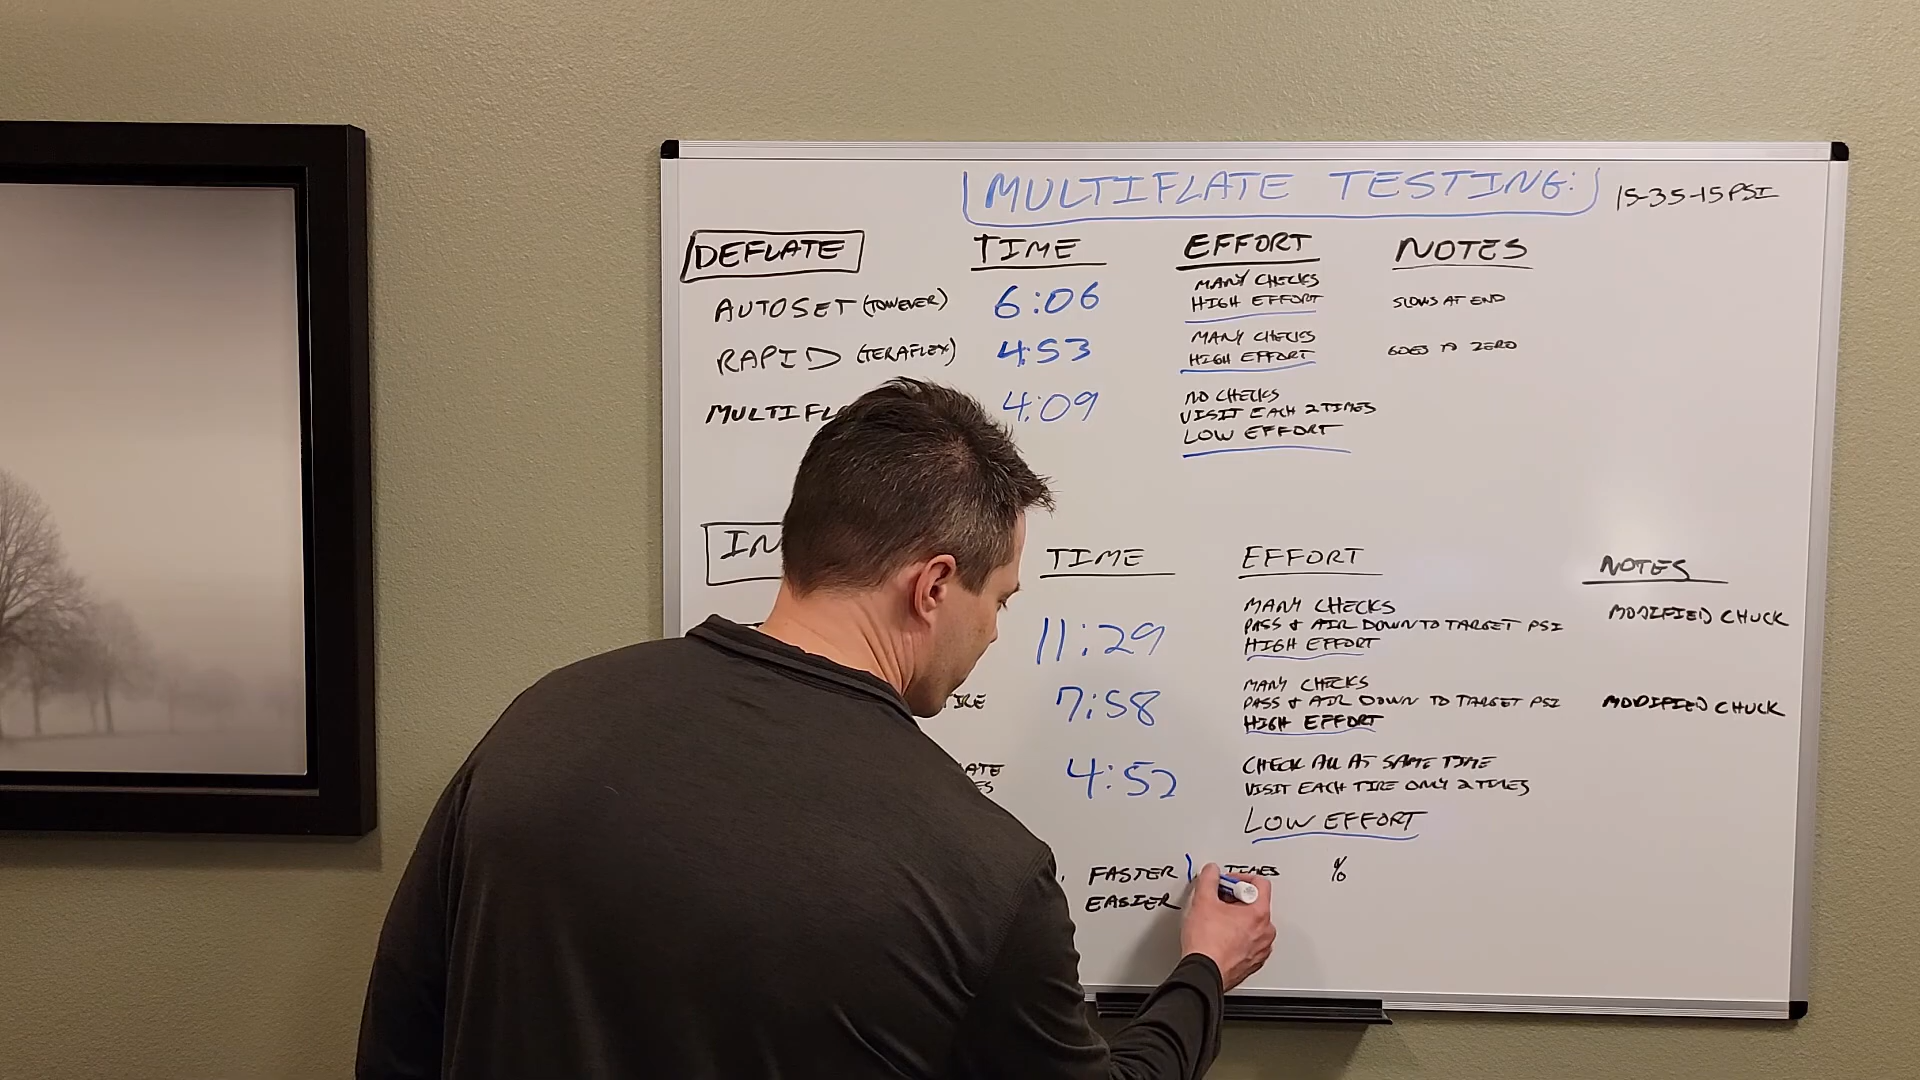 MULTIFLATE TESTING: 15-35-15 PSI
DEFLATE TIME EFFORT NOTES
AUTOSET (TOWEVER) 6:06 MANY CHECKS
HIGH EFFORT SLOWS AT END
RAPID (TERAFLEX) 4:53 MANY CHECKS
HIGH EFFORT GOES TO ZERO
MULTIFL 4:09 NO CHECKS
VISIT EACH 2 TIMES
LOW EFFORT
IN TIME EFFORT NOTES
11:29 MANY CHECKS MODIFIED CHUCK
PASS & AIR DOWN TO TARGET PSI
HIGH EFFORT
7:58 MANY CHECKS
PASS & AIR DOWN TO TARGET PSI MODIFIED CHUCK
HIGH EFFORT
4:52 CHECK ALL AT SAME TIME
VISIT EACH TIRE ONLY 2 TIMES
LOW EFFORT
FASTER TIMES %
EASIER